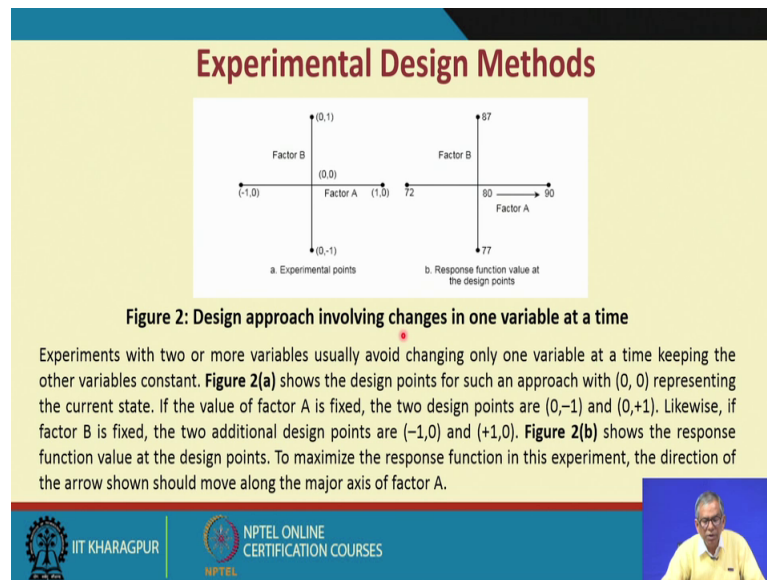 Experimental Design Methods
(0,1)
Factor B
(0,0)
(-1,0)
Factor A
(1,0)
(0,-1)
a. Experimental points
87
Factor B
72
80
90
Factor A
77
b. Response function value at
the design points
Figure 2: Design approach involving changes in one variable at a time
Experiments with two or more variables usually avoid changing only one variable at a time keeping the
other variables constant. Figure 2(a) shows the design points for such an approach with (0, 0) representing
the current state. If the value of factor A is fixed, the two design points are (0,–1) and (0,+1). Likewise, if
factor B is fixed, the two additional design points are (–1,0) and (+1,0). Figure 2(b) shows the response
function value at the design points. To maximize the response function in this experiment, the direction of
the arrow shown should move along the major axis of factor A.
IIT KHARAGPUR
NPTEL
NPTEL ONLINE
CERTIFICATION COURSES